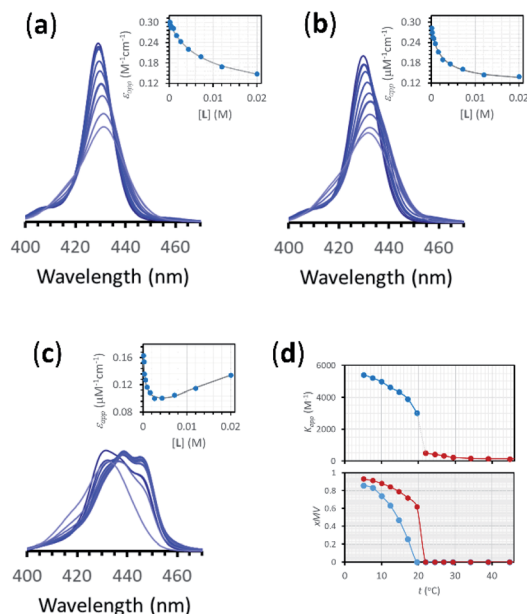 (a)
0.30
0.24
0.18
0.12
εapp (M⁻¹cm⁻¹)
0
0.01
0.02
[L] (M)
400 420 440 460
Wavelength (nm)
(b)
0.30
0.24
0.18
0.12
εapp (μM⁻¹cm⁻¹)
0
0.01
0.02
[L] (M)
400 420 440 460
Wavelength (nm)
(c)
0.16
0.12
0.08
εapp (μM⁻¹cm⁻¹)
0
0.01
0.02
[L] (M)
400 420 440 460
Wavelength (nm)
(d)
6000
4000
2000
0
Kapp (M⁻¹)
1
0.8
0.6
0.4
0.2
0
xMV
0 10 20 30 40
t (°C)